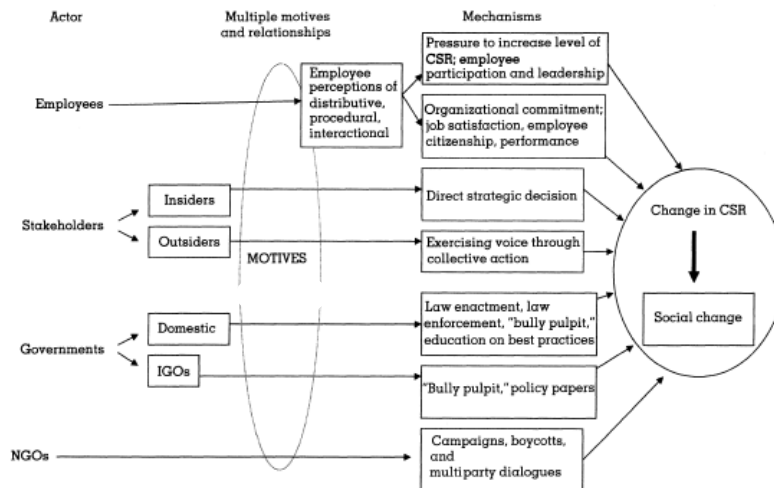 Actor
Multiple motives
and relationships
Mechanisms
Employees
Employee
perceptions of
distributive,
procedural,
interactional
Pressure to increase level of
CSR; employee
participation and leadership
Organizational commitment;
job satisfaction, employee
citizenship, performance
Stakeholders
Insiders
Outsiders
MOTIVES
Direct strategic decision
Exercising voice through
collective action
Change in CSR
Social change
Governments
Domestic
IGOs
Law enactment, law
enforcement, "bully pulpit,"
education on best practices
"Bully pulpit," policy papers
NGOs
Campaigns, boycotts,
and
multiparty dialogues